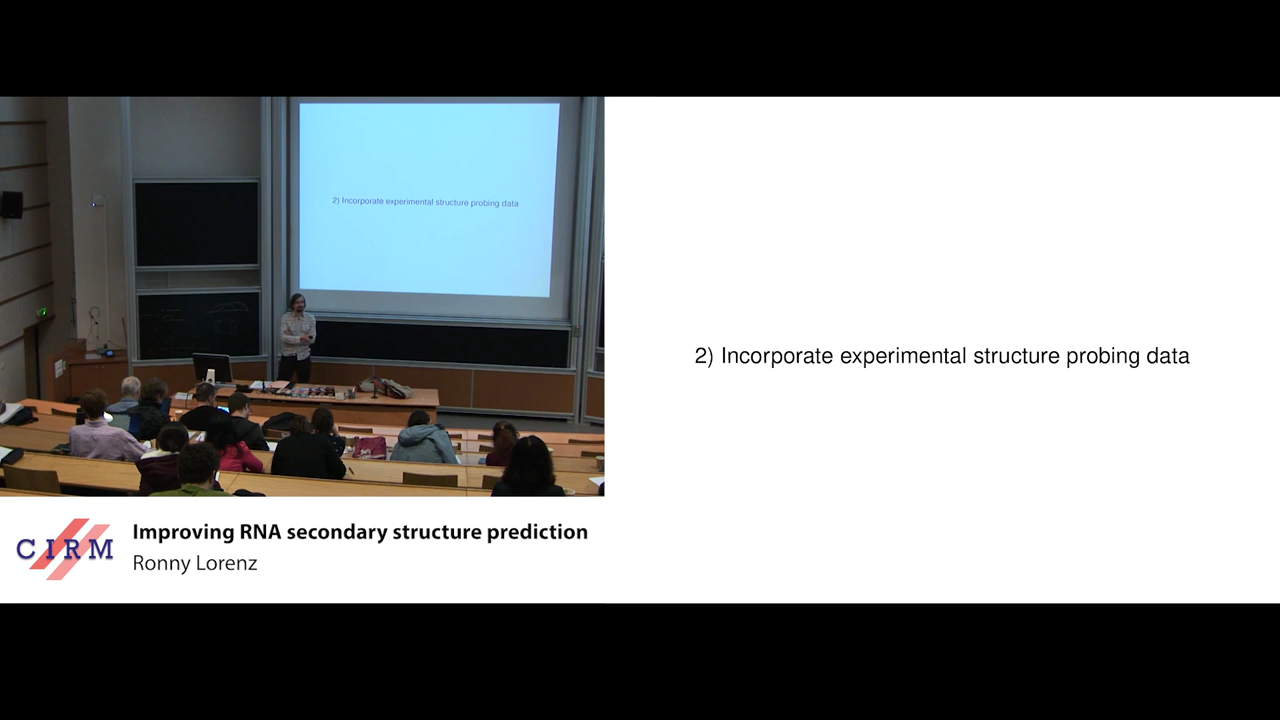 2) Incorporate experimental structure probing data
2) Incorporate experimental structure probing data
CIRM
Improving RNA secondary structure prediction
Ronny Lorenz